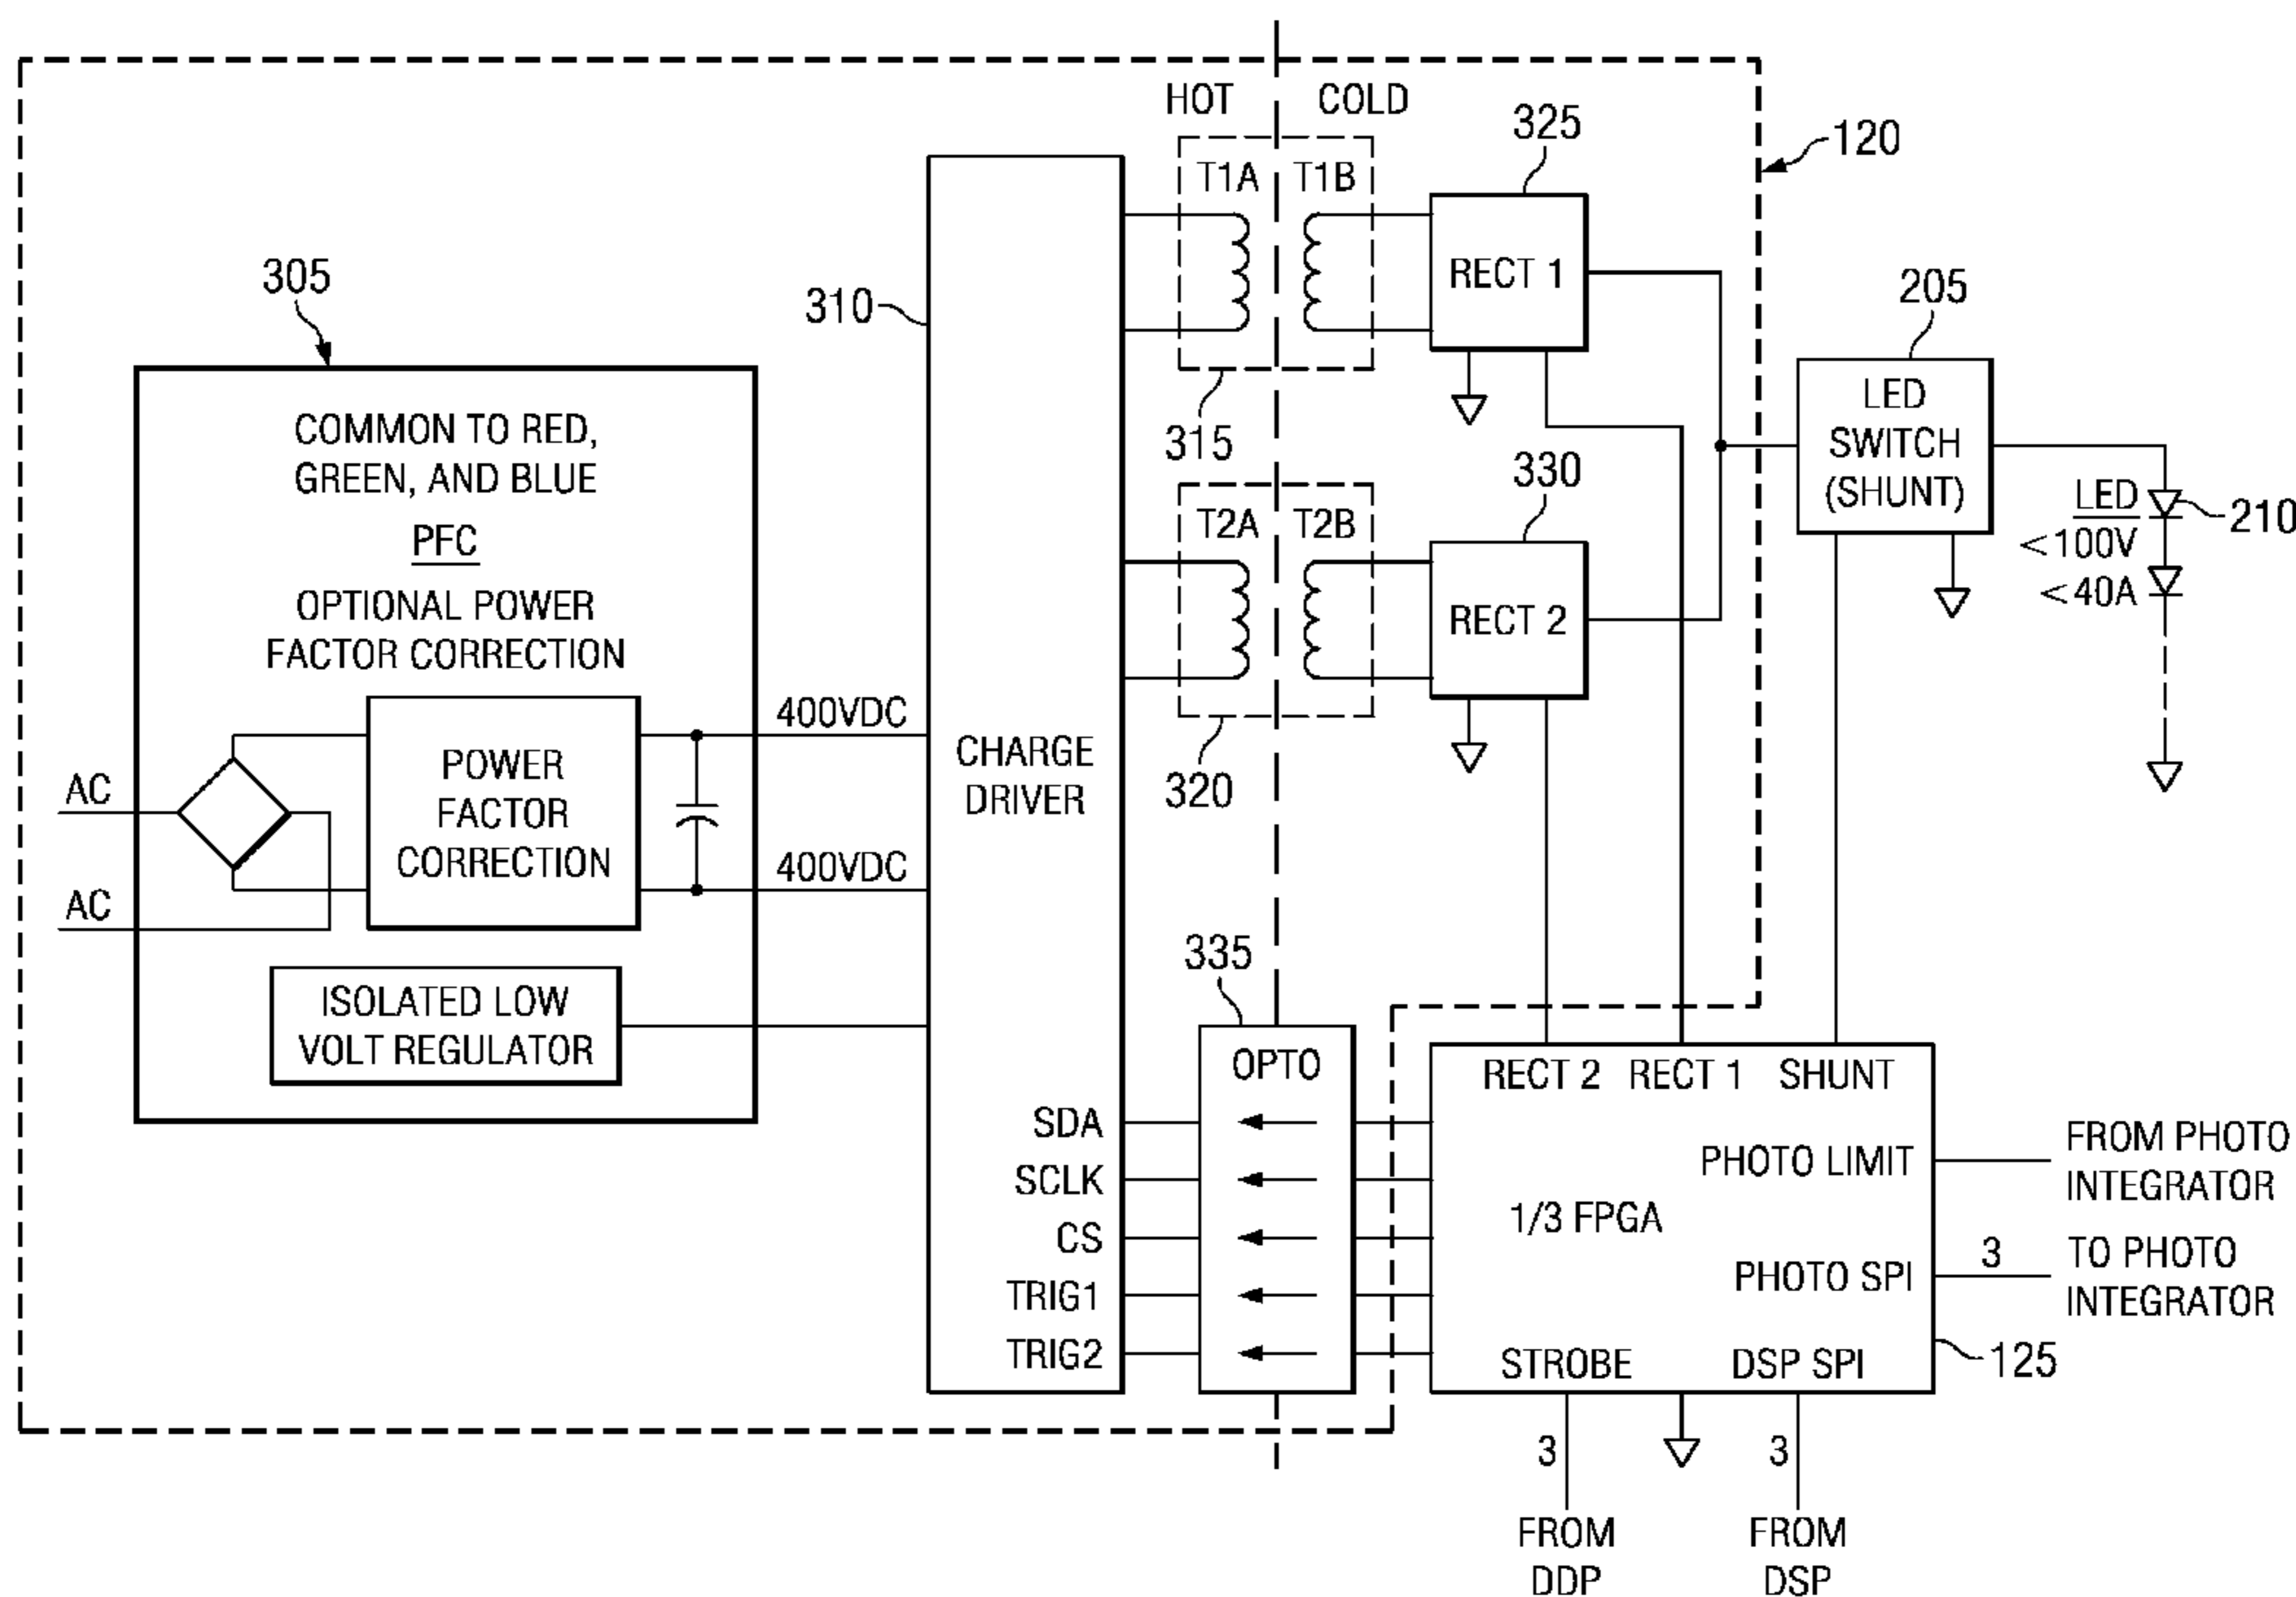 HOT
COLD
325
120
T1A
T1B
RECT 1
205
305
310
COMMON TO RED,
GREEN, AND BLUE
PFC
OPTIONAL POWER
FACTOR CORRECTION
315
330
LED
SWITCH
(SHUNT)
T2A
T2B
LED
<100V
<40A
210
RECT 2
400VDC
CHARGE
DRIVER
320
AC
POWER
FACTOR
CORRECTION
400VDC
AC
335
ISOLATED LOW
VOLT REGULATOR
OPTO
RECT 2
RECT 1
SHUNT
SDA
SCLK
CS
TRIG1
TRIG2
PHOTO LIMIT
FROM PHOTO
INTEGRATOR
1/3 FPGA
PHOTO SPI
3
TO PHOTO
INTEGRATOR
STROBE
DSP SPI
125
3
3
FROM
DDP
FROM
DSP